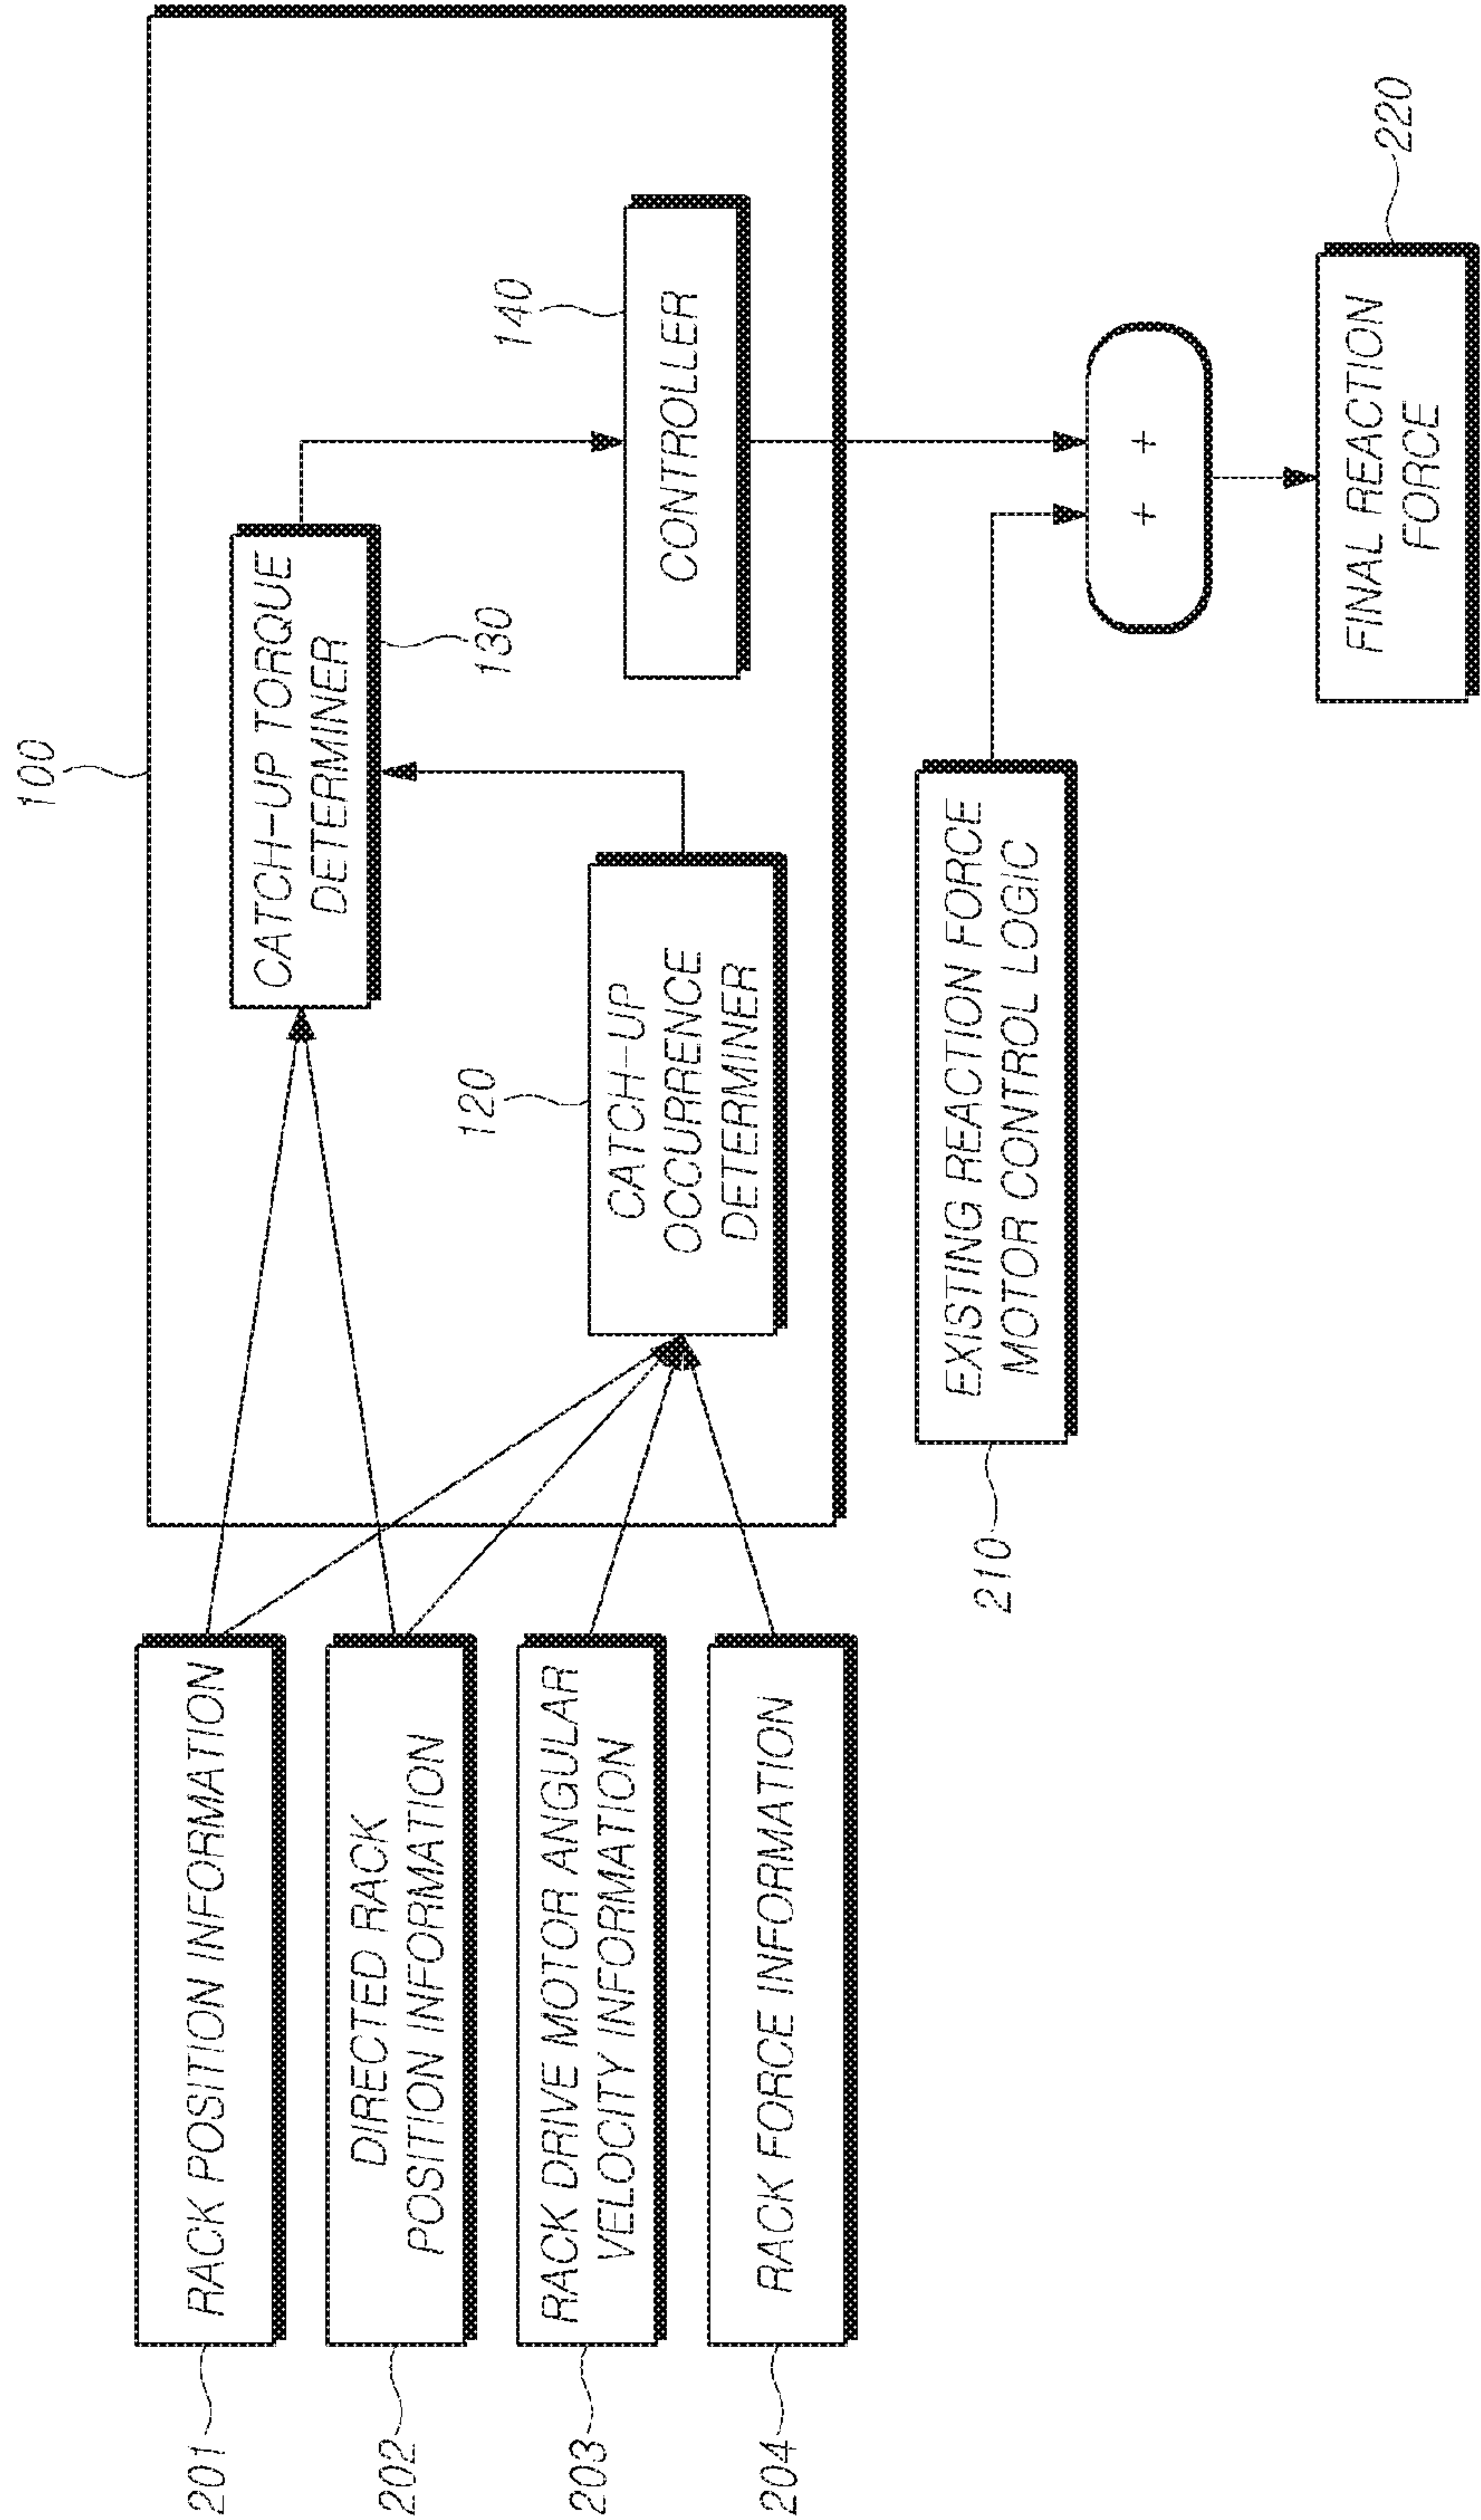 100
201
RACK POSITION INFORMATION
CATCH-UP TORQUE
DETERMINER
130
202
DIRECTED RACK
POSITION INFORMATION
120
140
203
RACK DRIVE MOTOR ANGULAR
VELOCITY INFORMATION
CATCH-UP
OCCURRENCE
DETERMINER
CONTROLLER
204
RACK FORCE INFORMATION
210
EXISTING REACTION FORCE
MOTOR CONTROL LOGIC
+ +
FINAL REACTION
FORCE
220